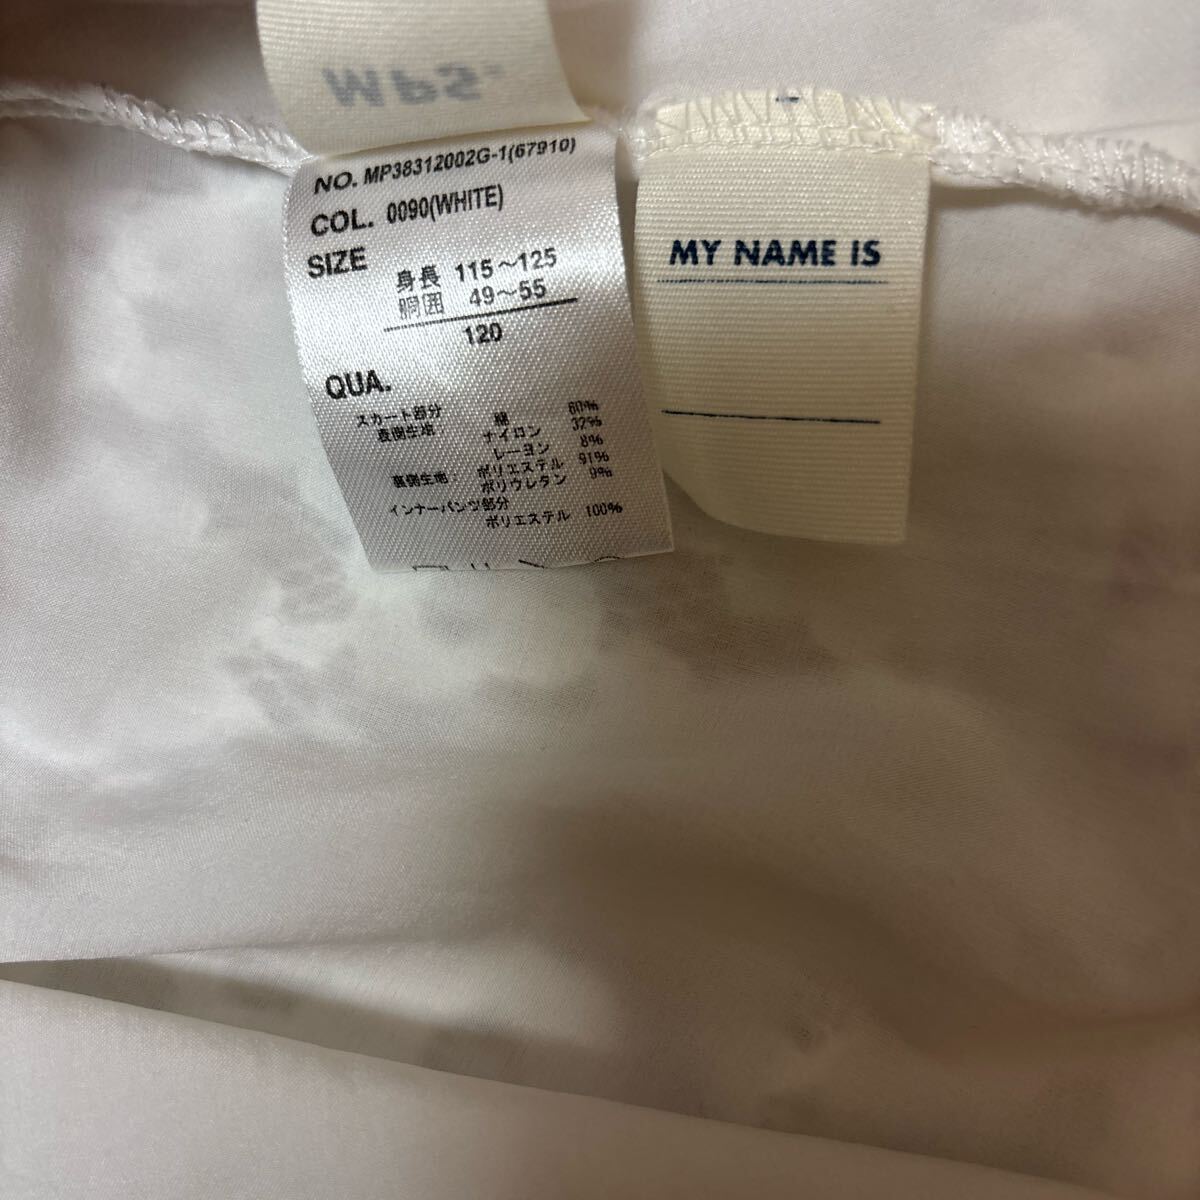 WPS
NO. MP38312002G-1(67910)
COL. 0090(WHITE)
SIZE
身長 115～125
胴囲 49～55
120
QUA.
スカート部分
表側生地 綿 60%
ナイロン 32%
レーヨン 8%
裏側生地： ポリエステル 91%
ポリウレタン 9%
インナーパンツ部分
ポリエステル 100%
MY NAME IS